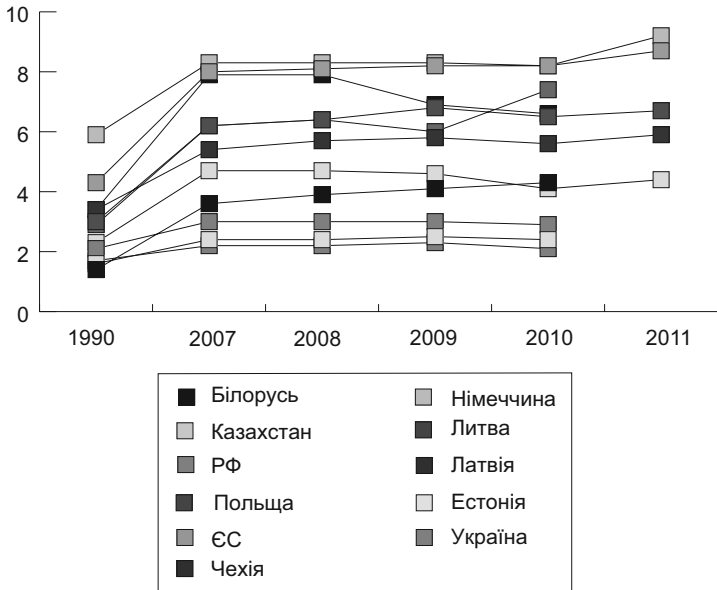 10
8
6
4
2
0
1990 2007 2008 2009 2010 2011
Білорусь
Казахстан
РФ
Польща
ЄС
Чехія
Німеччина
Литва
Латвія
Естонія
Україна